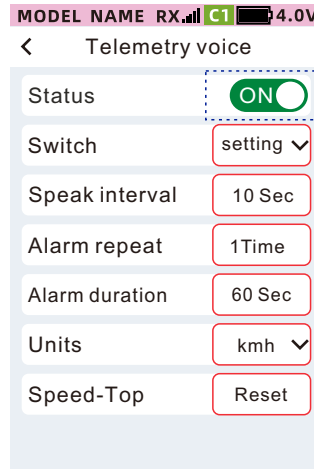 MODEL NAME RX C1 4.0V
Telemetry voice
Status ON
Switch setting
Speak interval 10 Sec
Alarm repeat 1Time
Alarm duration 60 Sec
Units kmh
Speed-Top Reset